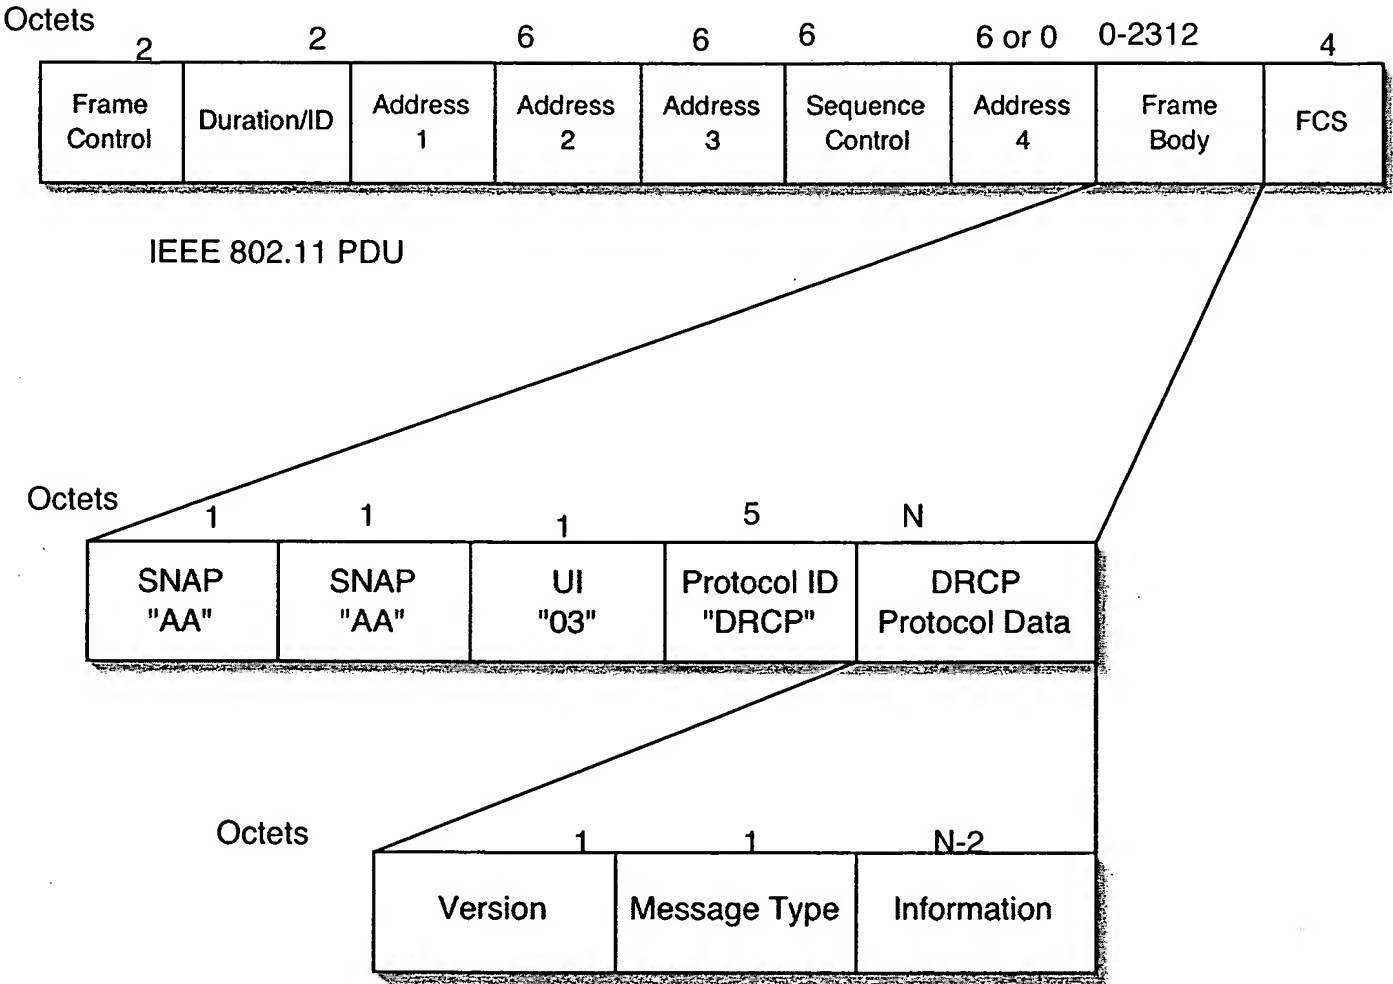 Octets
2 2 6 6 6 6 or 0 0-2312 4
Frame Control
Duration/ID
Address 1
Address 2
Address 3
Sequence Control
Address 4
Frame Body
FCS
IEEE 802.11 PDU
Octets
1 1 1 5 N
SNAP "AA"
SNAP "AA"
UI "03"
Protocol ID "DRCP"
DRCP Protocol Data
Octets
1 1 N-2
Version
Message Type
Information